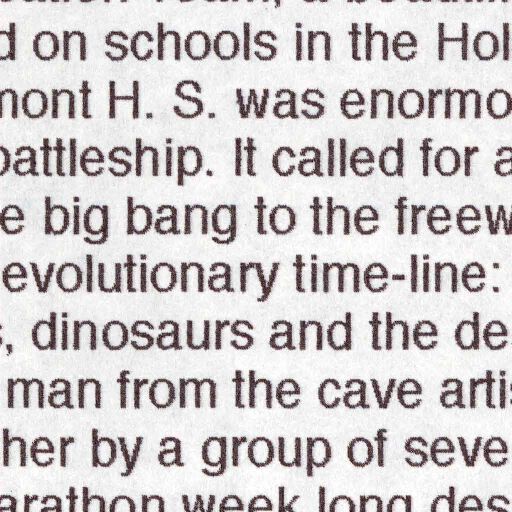 d on schools in the Hol
mont H. S. was enormo
battleship. It called for a
e big bang to the freew
evolutionary time-line:
s, dinosaurs and the de
man from the cave artis
her by a group of seve
arathon week long des